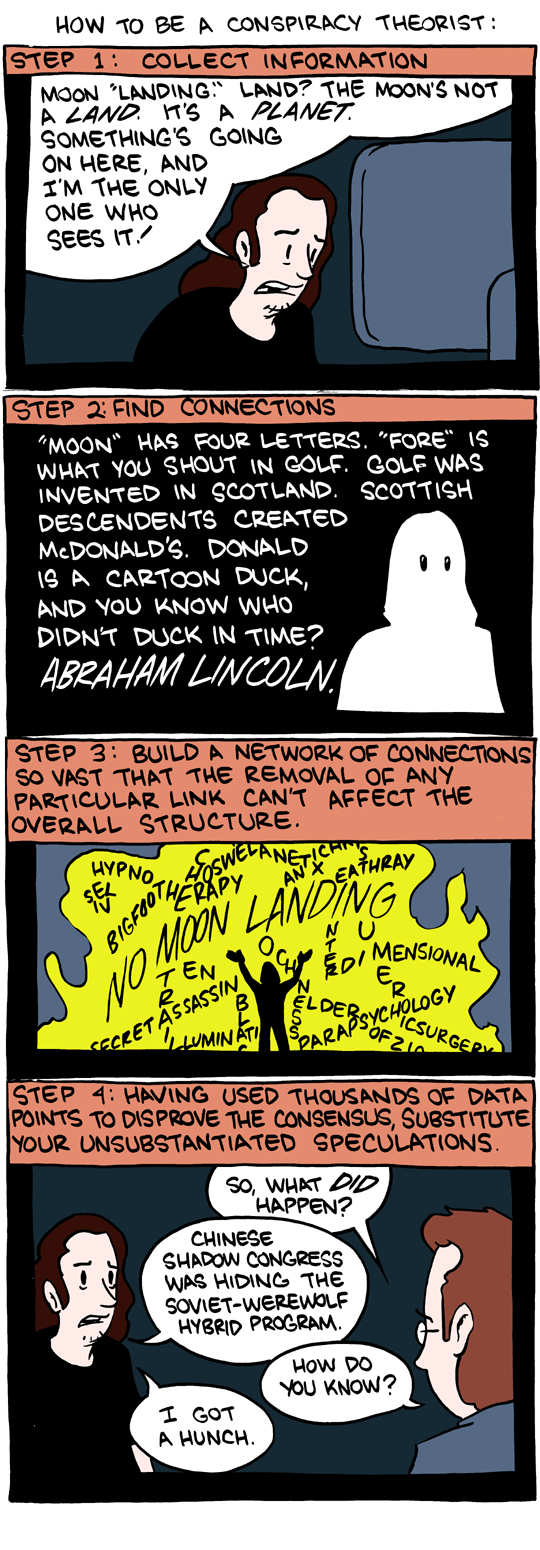 HOW TO BE A CONSPIRACY THEORIST:
STEP 1: COLLECT INFORMATION
MOON "LANDING." LAND? THE MOON'S NOT
A LAND. IT'S A PLANET.
SOMETHING'S GOING
ON HERE, AND
I'M THE ONLY
ONE WHO
SEES IT!
STEP 2: FIND CONNECTIONS
"MOON" HAS FOUR LETTERS. "FORE" IS
WHAT YOU SHOUT IN GOLF. GOLF WAS
INVENTED IN SCOTLAND. SCOTTISH
DESCENDENTS CREATED
McDONALD'S. DONALD
IS A CARTOON DUCK,
AND YOU KNOW WHO
DIDN'T DUCK IN TIME?
ABRAHAM LINCOLN.
STEP 3: BUILD A NETWORK OF CONNECTIONS
SO VAST THAT THE REMOVAL OF ANY
PARTICULAR LINK CAN'T AFFECT THE
OVERALL STRUCTURE.
HYPNO
THERAPY
BIGFOOT
DEATHRAY
NO MOON LANDING
MENSIONAL
SECRET ASSASSIN
ILLUMINATI
ELDER
PARAPSYCHOLOGY
STEP 4: HAVING USED THOUSANDS OF DATA
POINTS TO DISPROVE THE CONSENSUS, SUBSTITUTE
YOUR UNSUBSTANTIATED SPECULATIONS.
SO, WHAT DID
HAPPEN?
CHINESE
SHADOW CONGRESS
WAS HIDING THE
SOVIET-WEREWOLF
HYBRID PROGRAM.
HOW DO
YOU KNOW?
I GOT
A HUNCH.